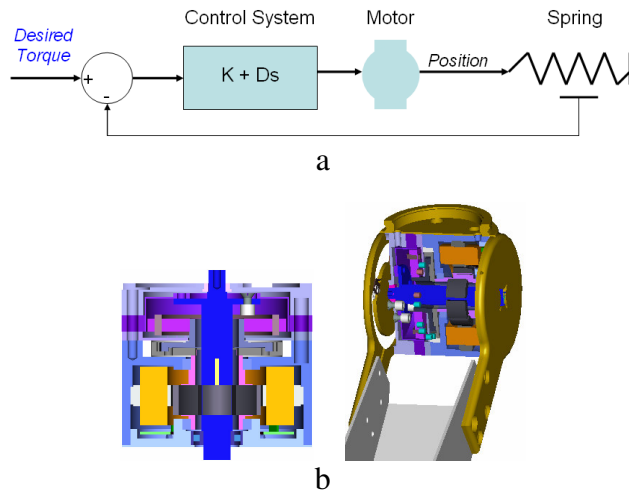 Control System
Motor
Spring
Desired
Torque
+
-
K + Ds
Position
a
b